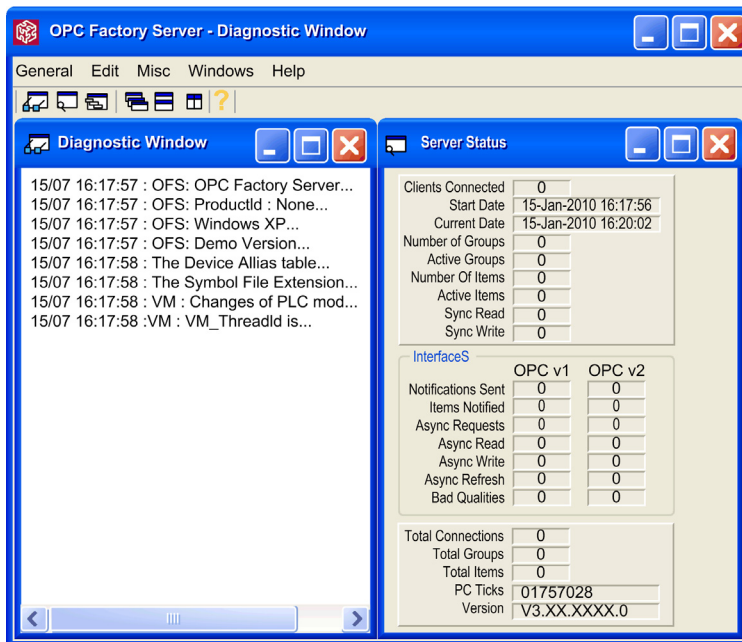 OPC Factory Server - Diagnostic Window
General Edit Misc Windows Help
?
Diagnostic Window
15/07 16:17:57 : OFS: OPC Factory Server...
15/07 16:17:57 : OFS: ProductId : None...
15/07 16:17:57 : OFS: Windows XP...
15/07 16:17:57 : OFS: Demo Version...
15/07 16:17:58 : The Device Allias table...
15/07 16:17:58 : The Symbol File Extension...
15/07 16:17:58 : VM : Changes of PLC mod...
15/07 16:17:58 :VM : VM_ThreadId is...
Server Status
Clients Connected 0
Start Date 15-Jan-2010 16:17:56
Current Date 15-Jan-2010 16:20:02
Number of Groups 0
Active Groups 0
Number Of Items 0
Active Items 0
Sync Read 0
Sync Write 0
InterfaceS
OPC v1 OPC v2
Notifications Sent 0 0
Items Notified 0 0
Async Requests 0 0
Async Read 0 0
Async Write 0 0
Async Refresh 0 0
Bad Qualities 0 0
Total Connections 0
Total Groups 0
Total Items 0
PC Ticks 01757028
Version V3.XX.XXXX.0